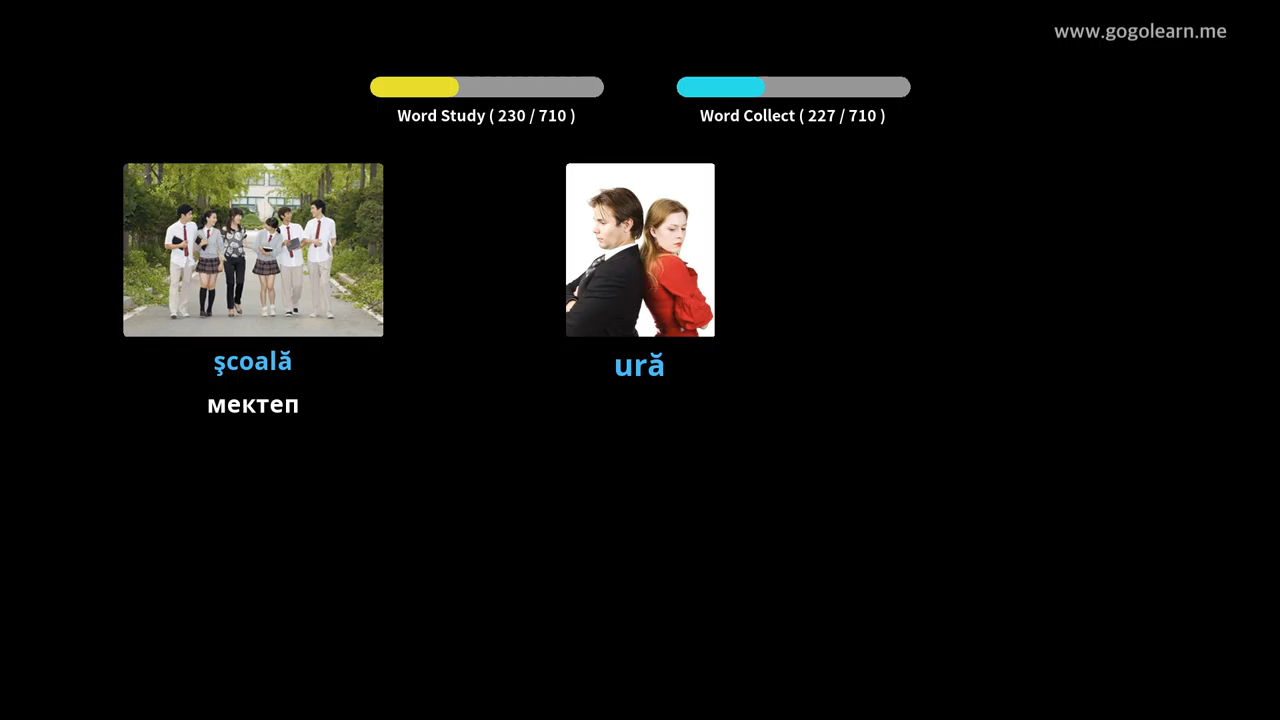 www.gogolearn.me
Word Study ( 230 / 710 )
Word Collect ( 227 / 710 )
şcoală
мектеп
ură